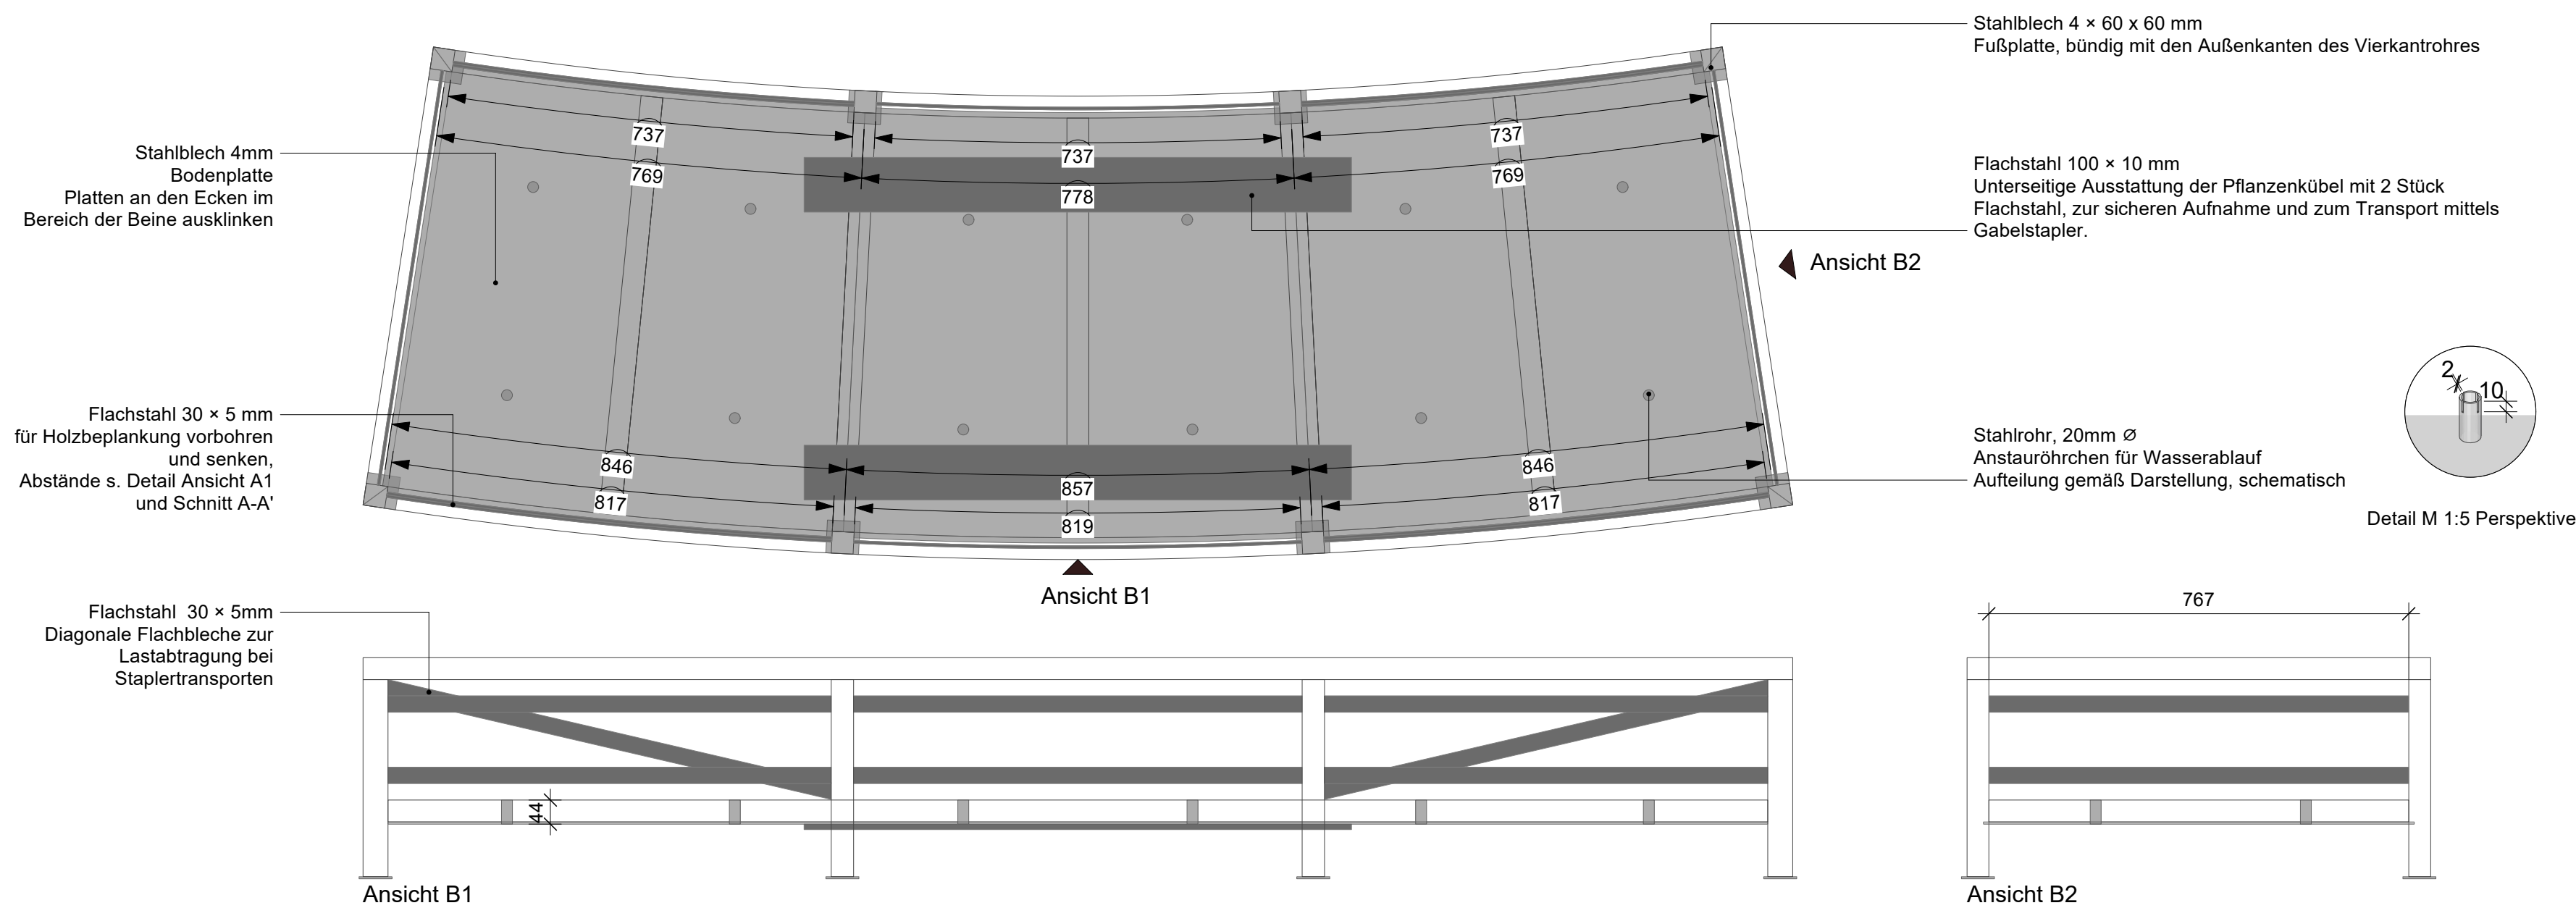 Stahlblech 4 × 60 x 60 mm
Fußplatte, bündig mit den Außenkanten des Vierkantrohres
Stahlblech 4mm
Bodenplatte
Platten an den Ecken im
Bereich der Beine ausklinken
737
737
737
769
778
769
Flachstahl 100 × 10 mm
Unterseitige Ausstattung der Pflanzenkübel mit 2 Stück
Flachstahl, zur sicheren Aufnahme und zum Transport mittels
Gabelstapler.
Ansicht B2
Flachstahl 30 × 5 mm
für Holzbeplankung vorbohren
und senken,
Abstände s. Detail Ansicht A1
und Schnitt A-A'
846
857
846
817
819
817
Stahlrohr, 20mm ∅
Anstauröhrchen für Wasserablauf
Aufteilung gemäß Darstellung, schematisch
2
10
Detail M 1:5 Perspektive
Ansicht B1
Flachstahl 30 × 5mm
Diagonale Flachbleche zur
Lastabtragung bei
Staplertransporten
44
767
Ansicht B1
Ansicht B2